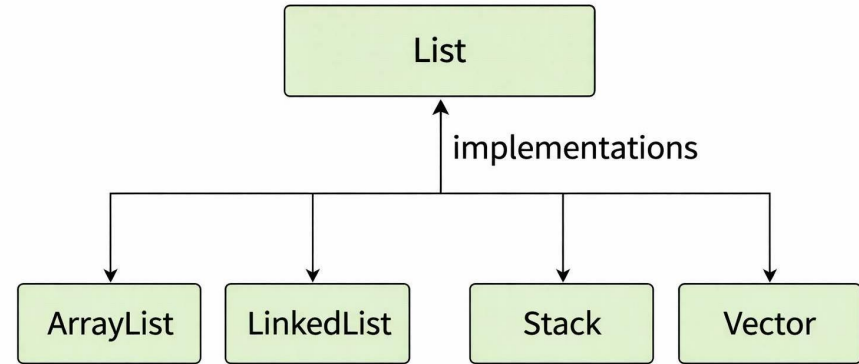 List
implementations
ArrayList
LinkedList
Stack
Vector